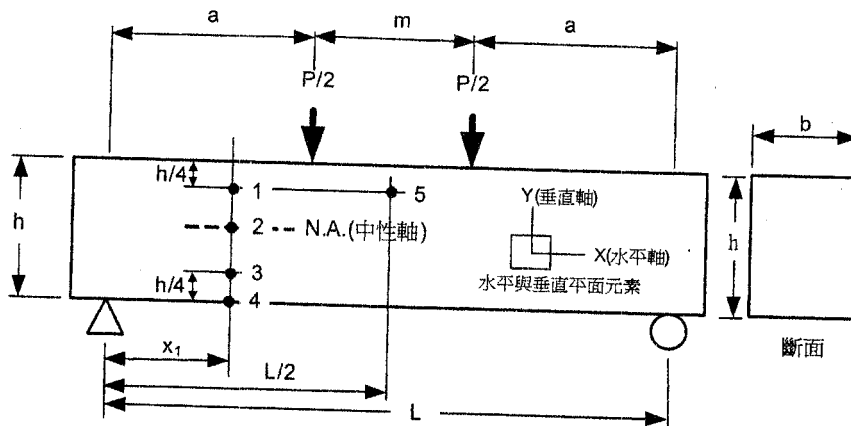 a
m
a
P/2
P/2
b
h/4
1
5
Y(垂直軸)
h
2
N.A.(中性軸)
h
X(水平軸)
3
水平與垂直平面元素
h/4
4
斷面
x₁
L/2
L